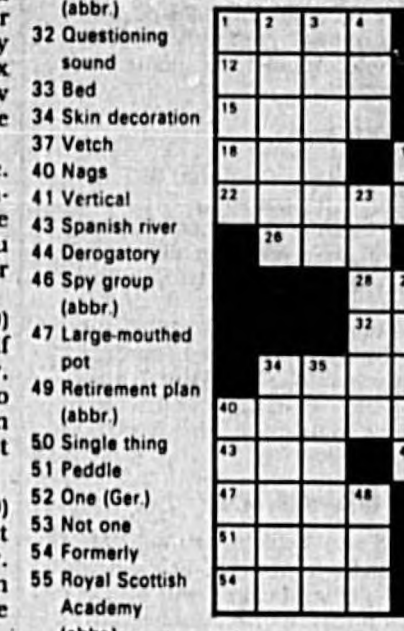 (abbr.)
32 Questioning
sound
33 Bed
34 Skin decoration
37 Vetch
40 Nags
41 Vertical
43 Spanish river
44 Derogatory
46 Spy group
(abbr.)
47 Large-mouthed
pot
49 Retirement plan
(abbr.)
50 Single thing
51 Peddle
52 One (Ger.)
53 Not one
54 Formerly
55 Royal Scottish
Academy
(abbr.)
1 2 3 4
12
15
18
22 23
26
28
32
34 35
40
43
47 48
51
54